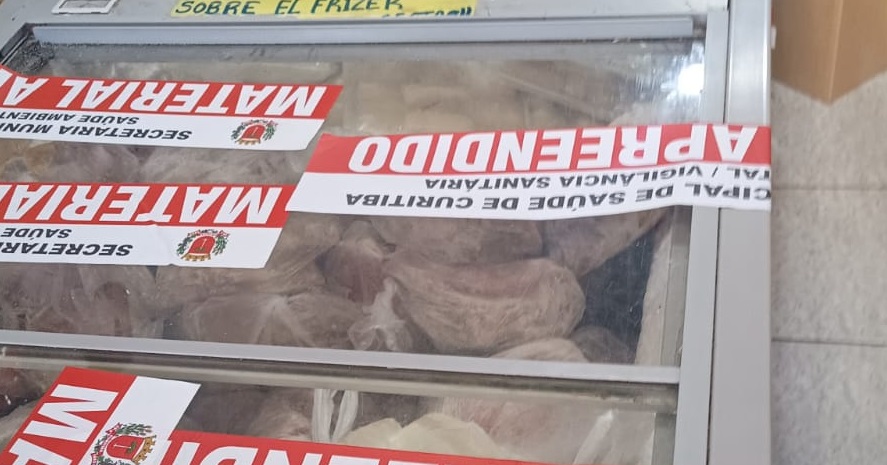 SOBRE EL FRIZER
MATERIAL A
SECRETARIA MUNI
SAÚDE AMBIENT
APREENDIDO
CIPAL DE SAÚDE DE CURITIBA
TAL / VIGILÂNCIA SANITÁRIA
MATERIAL
SECRETARI
SAÚDE
MA